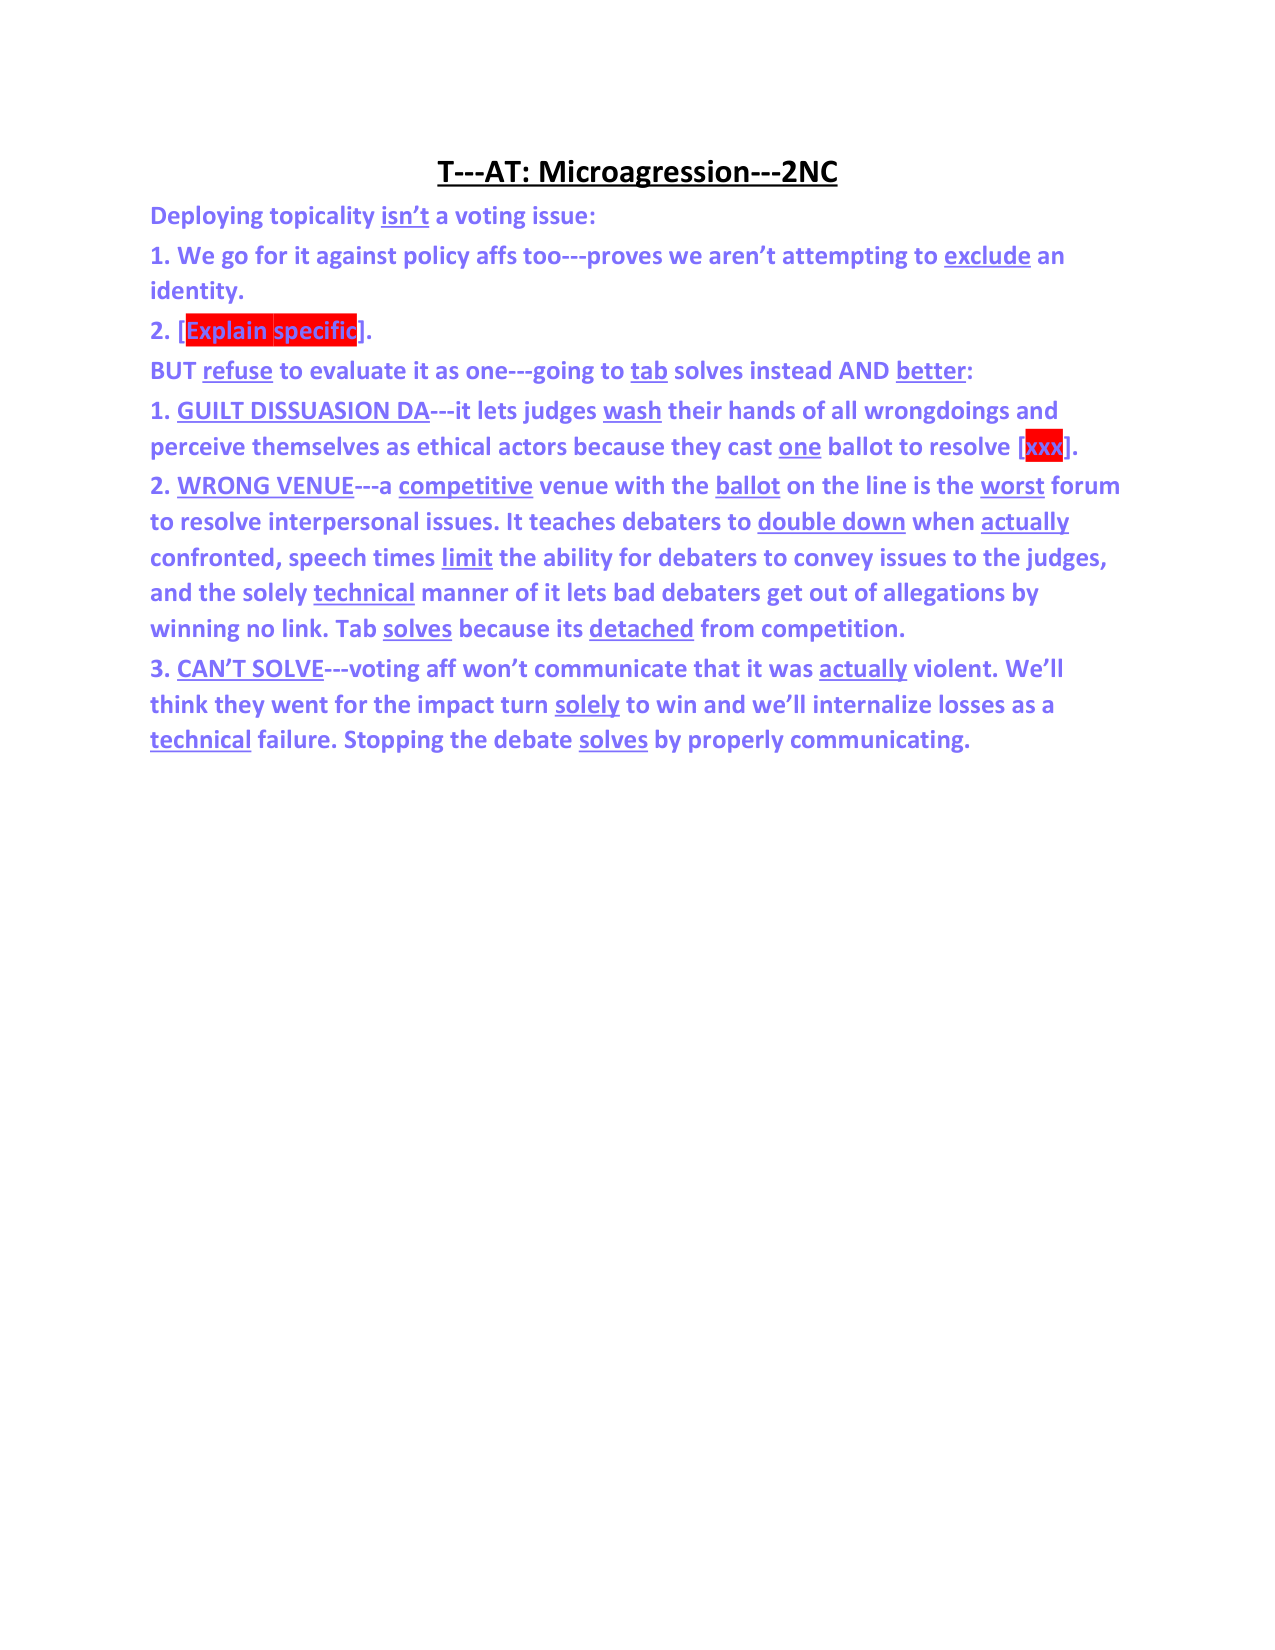 T---AT: Microagression---2NC
Deploying topicality isn’t a voting issue:
1. We go for it against policy affs too---proves we aren’t attempting to exclude an
identity.
2. [Explain specific].
BUT refuse to evaluate it as one---going to tab solves instead AND better:
1. GUILT DISSUASION DA---it lets judges wash their hands of all wrongdoings and
perceive themselves as ethical actors because they cast one ballot to resolve [xxx].
2. WRONG VENUE---a competitive venue with the ballot on the line is the worst forum
to resolve interpersonal issues. It teaches debaters to double down when actually
confronted, speech times limit the ability for debaters to convey issues to the judges,
and the solely technical manner of it lets bad debaters get out of allegations by
winning no link. Tab solves because its detached from competition.
3. CAN’T SOLVE---voting aff won’t communicate that it was actually violent. We’ll
think they went for the impact turn solely to win and we’ll internalize losses as a
technical failure. Stopping the debate solves by properly communicating.